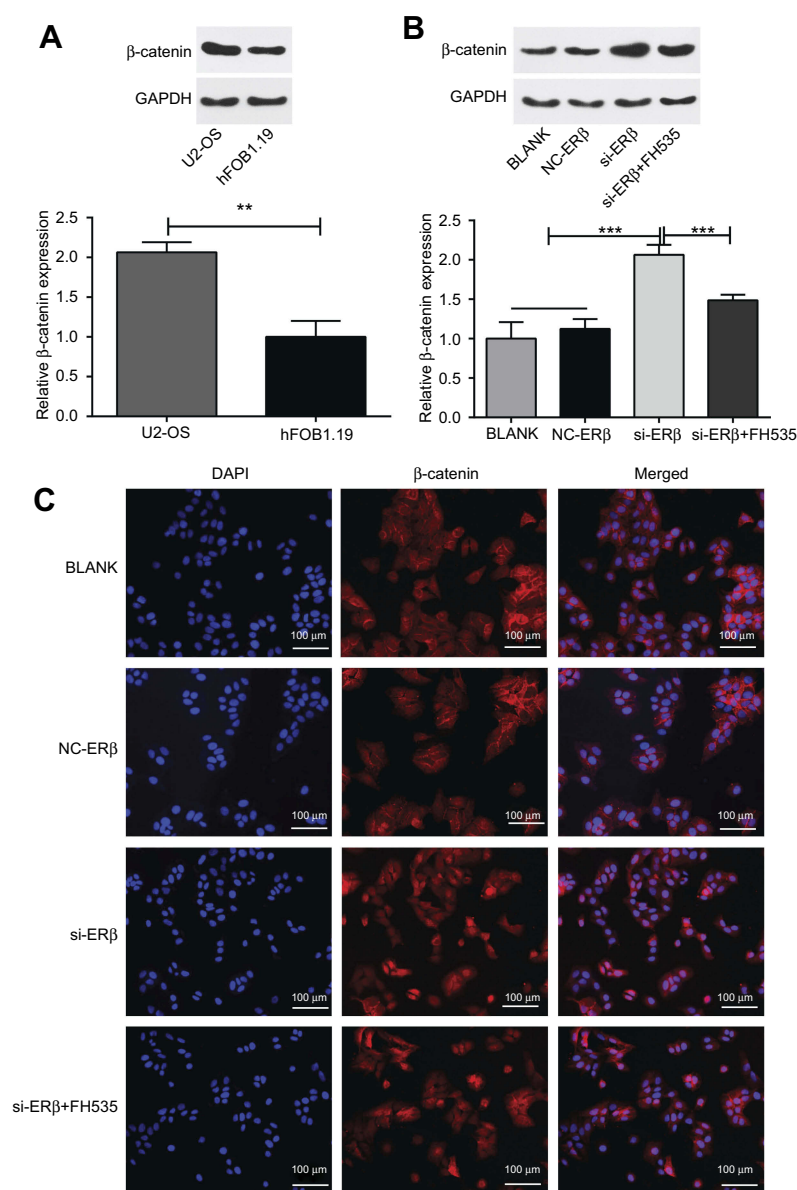 A
β-catenin
GAPDH
U2-OS
hFOB1.19
**
Relative β-catenin expression
2.5
2.0
1.5
1.0
0.5
0.0
U2-OS
hFOB1.19
B
β-catenin
GAPDH
BLANK
NC-ERβ
si-ERβ
si-ERβ+FH535
*** ***
Relative β-catenin expression
2.5
2.0
1.5
1.0
0.5
0.0
BLANK NC-ERβ si-ERβ si-ERβ+FH535
C
DAPI β-catenin Merged
BLANK
100 μm 100 μm 100 μm
NC-ERβ
100 μm 100 μm 100 μm
si-ERβ
100 μm 100 μm 100 μm
si-ERβ+FH535
100 μm 100 μm 100 μm